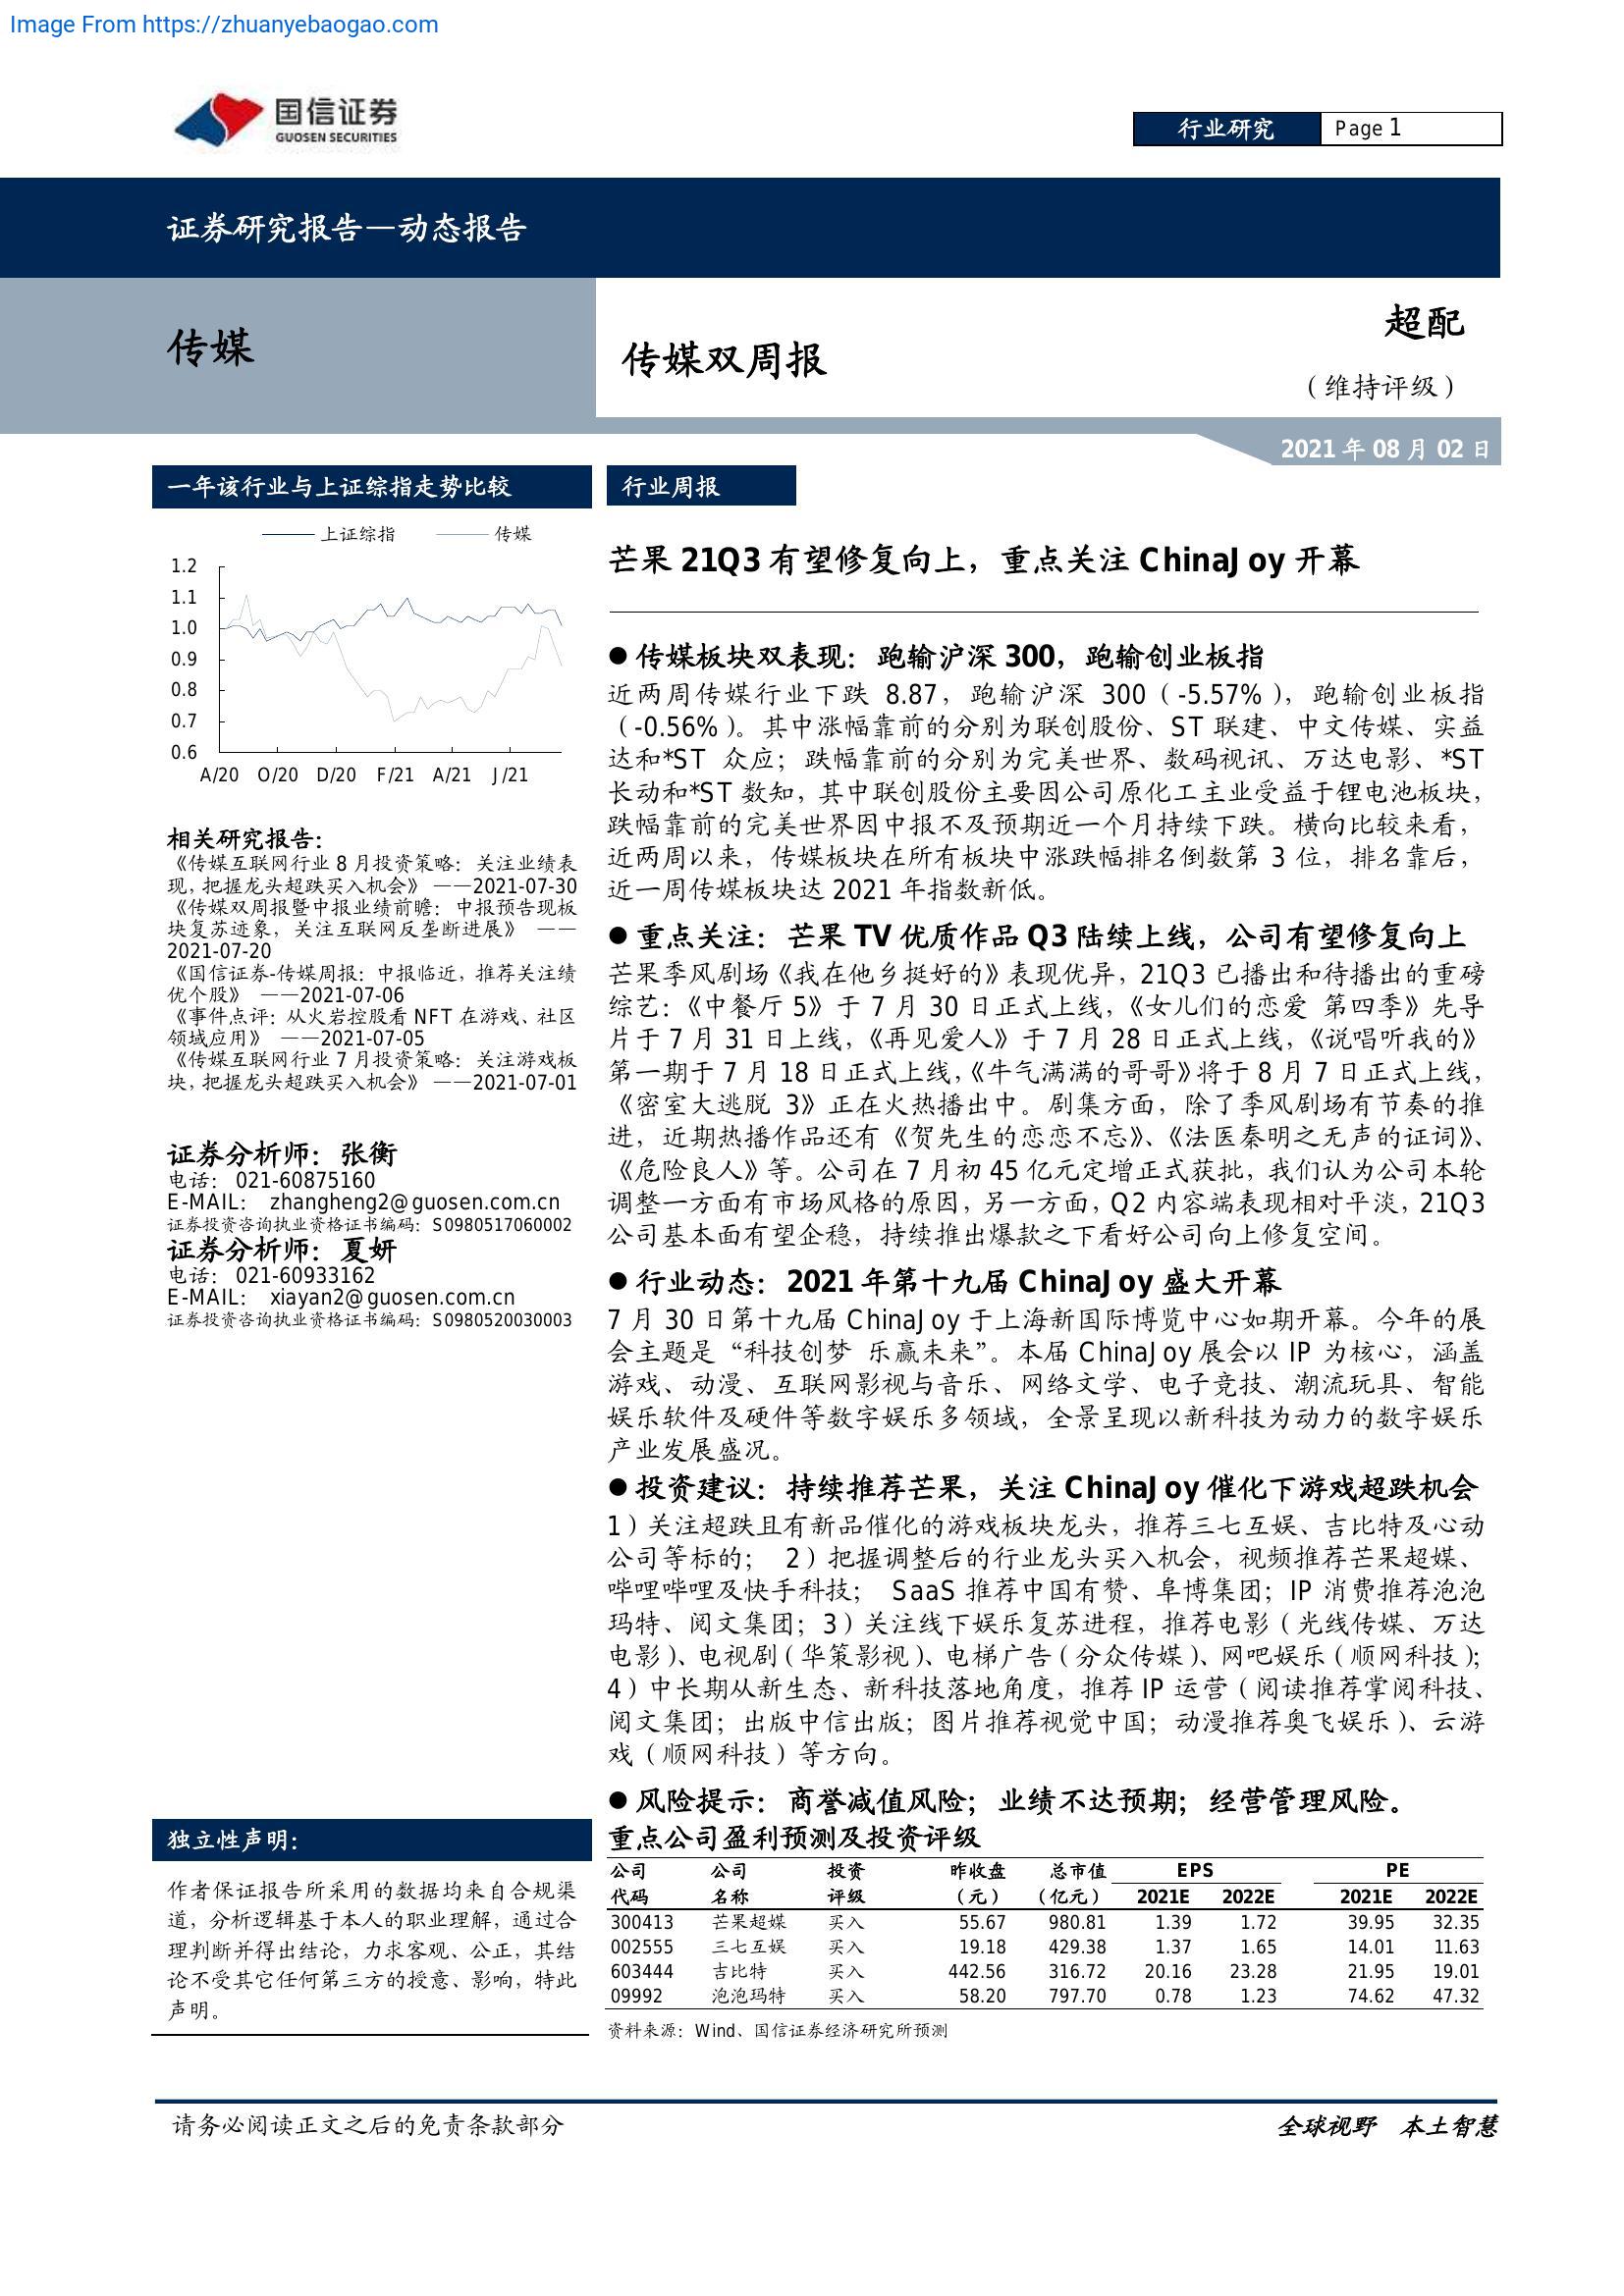 Image From https://zhuanyebaogao.com
国信证券
GUOSEN SECURITIES
行业研究 Page 1
证券研究报告—动态报告
传媒
传媒双周报
超配
（维持评级）
2021 年 08 月 02 日
一年该行业与上证综指走势比较
上证综指 传媒
1.2
1.1
1.0
0.9
0.8
0.7
0.6
A/20 O/20 D/20 F/21 A/21 J/21
相关研究报告：
《传媒互联网行业 8 月投资策略：关注业绩表
现，把握龙头超跌买入机会》 ——2021-07-30
《传媒双周报暨中报业绩前瞻：中报预告现板
块复苏迹象，关注互联网反垄断进展》 ——
2021-07-20
《国信证券-传媒周报：中报临近，推荐关注绩
优个股》 ——2021-07-06
《事件点评：从火岩控股看 NFT 在游戏、社区
领域应用》 ——2021-07-05
《传媒互联网行业 7 月投资策略：关注游戏板
块，把握龙头超跌买入机会》 ——2021-07-01
证券分析师：张衡
电话： 021-60875160
E-MAIL： zhangheng2@guosen.com.cn
证券投资咨询执业资格证书编码：S0980517060002
证券分析师：夏妍
电话： 021-60933162
E-MAIL： xiayan2@guosen.com.cn
证券投资咨询执业资格证书编码：S0980520030003
独立性声明：
作者保证报告所采用的数据均来自合规渠
道，分析逻辑基于本人的职业理解，通过合
理判断并得出结论，力求客观、公正，其结
论不受其它任何第三方的授意、影响，特此
声明。
行业周报
芒果 21Q3 有望修复向上，重点关注 ChinaJoy 开幕
● 传媒板块双表现：跑输沪深 300，跑输创业板指
近两周传媒行业下跌 8.87，跑输沪深 300（-5.57%），跑输创业板指
（-0.56%）。其中涨幅靠前的分别为联创股份、ST 联建、中文传媒、实益
达和*ST 众应；跌幅靠前的分别为完美世界、数码视讯、万达电影、*ST
长动和*ST 数知，其中联创股份主要因公司原化工主业受益于锂电池板块，
跌幅靠前的完美世界因中报不及预期近一个月持续下跌。横向比较来看，
近两周以来，传媒板块在所有板块中涨跌幅排名倒数第 3 位，排名靠后，
近一周传媒板块达 2021 年指数新低。
● 重点关注：芒果 TV 优质作品 Q3 陆续上线，公司有望修复向上
芒果季风剧场《我在他乡挺好的》表现优异，21Q3 已播出和待播出的重磅
综艺：《中餐厅 5》于 7 月 30 日正式上线，《女儿们的恋爱 第四季》先导
片于 7 月 31 日上线，《再见爱人》于 7 月 28 日正式上线，《说唱听我的》
第一期于 7 月 18 日正式上线，《牛气满满的哥哥》将于 8 月 7 日正式上线，
《密室大逃脱 3》正在火热播出中。剧集方面，除了季风剧场有节奏的推
进，近期热播作品还有《贺先生的恋恋不忘》、《法医秦明之无声的证词》、
《危险良人》等。公司在 7 月初 45 亿元定增正式获批，我们认为公司本轮
调整一方面有市场风格的原因，另一方面，Q2 内容端表现相对平淡，21Q3
公司基本面有望企稳，持续推出爆款之下看好公司向上修复空间。
● 行业动态：2021 年第十九届 ChinaJoy 盛大开幕
7 月 30 日第十九届 ChinaJoy 于上海新国际博览中心如期开幕。今年的展
会主题是“科技创梦 乐赢未来”。本届 ChinaJoy 展会以 IP 为核心，涵盖
游戏、动漫、互联网影视与音乐、网络文学、电子竞技、潮流玩具、智能
娱乐软件及硬件等数字娱乐多领域，全景呈现以新科技为动力的数字娱乐
产业发展盛况。
● 投资建议：持续推荐芒果，关注 ChinaJoy 催化下游戏超跌机会
1）关注超跌且有新品催化的游戏板块龙头，推荐三七互娱、吉比特及心动
公司等标的； 2）把握调整后的行业龙头买入机会，视频推荐芒果超媒、
哔哩哔哩及快手科技； SaaS 推荐中国有赞、阜博集团；IP 消费推荐泡泡
玛特、阅文集团；3）关注线下娱乐复苏进程，推荐电影（光线传媒、万达
电影）、电视剧（华策影视）、电梯广告（分众传媒）、网吧娱乐（顺网科技）；
4）中长期从新生态、新科技落地角度，推荐 IP 运营（阅读推荐掌阅科技、
阅文集团；出版中信出版；图片推荐视觉中国；动漫推荐奥飞娱乐）、云游
戏（顺网科技）等方向。
● 风险提示：商誉减值风险；业绩不达预期；经营管理风险。
重点公司盈利预测及投资评级
公司 公司 投资 昨收盘 总市值 EPS PE
代码 名称 评级 （元） （亿元） 2021E 2022E 2021E 2022E
300413 芒果超媒 买入 55.67 980.81 1.39 1.72 39.95 32.35
002555 三七互娱 买入 19.18 429.38 1.37 1.65 14.01 11.63
603444 吉比特 买入 442.56 316.72 20.16 23.28 21.95 19.01
09992 泡泡玛特 买入 58.20 797.70 0.78 1.23 74.62 47.32
资料来源：Wind、国信证券经济研究所预测
请务必阅读正文之后的免责条款部分
全球视野 本土智慧